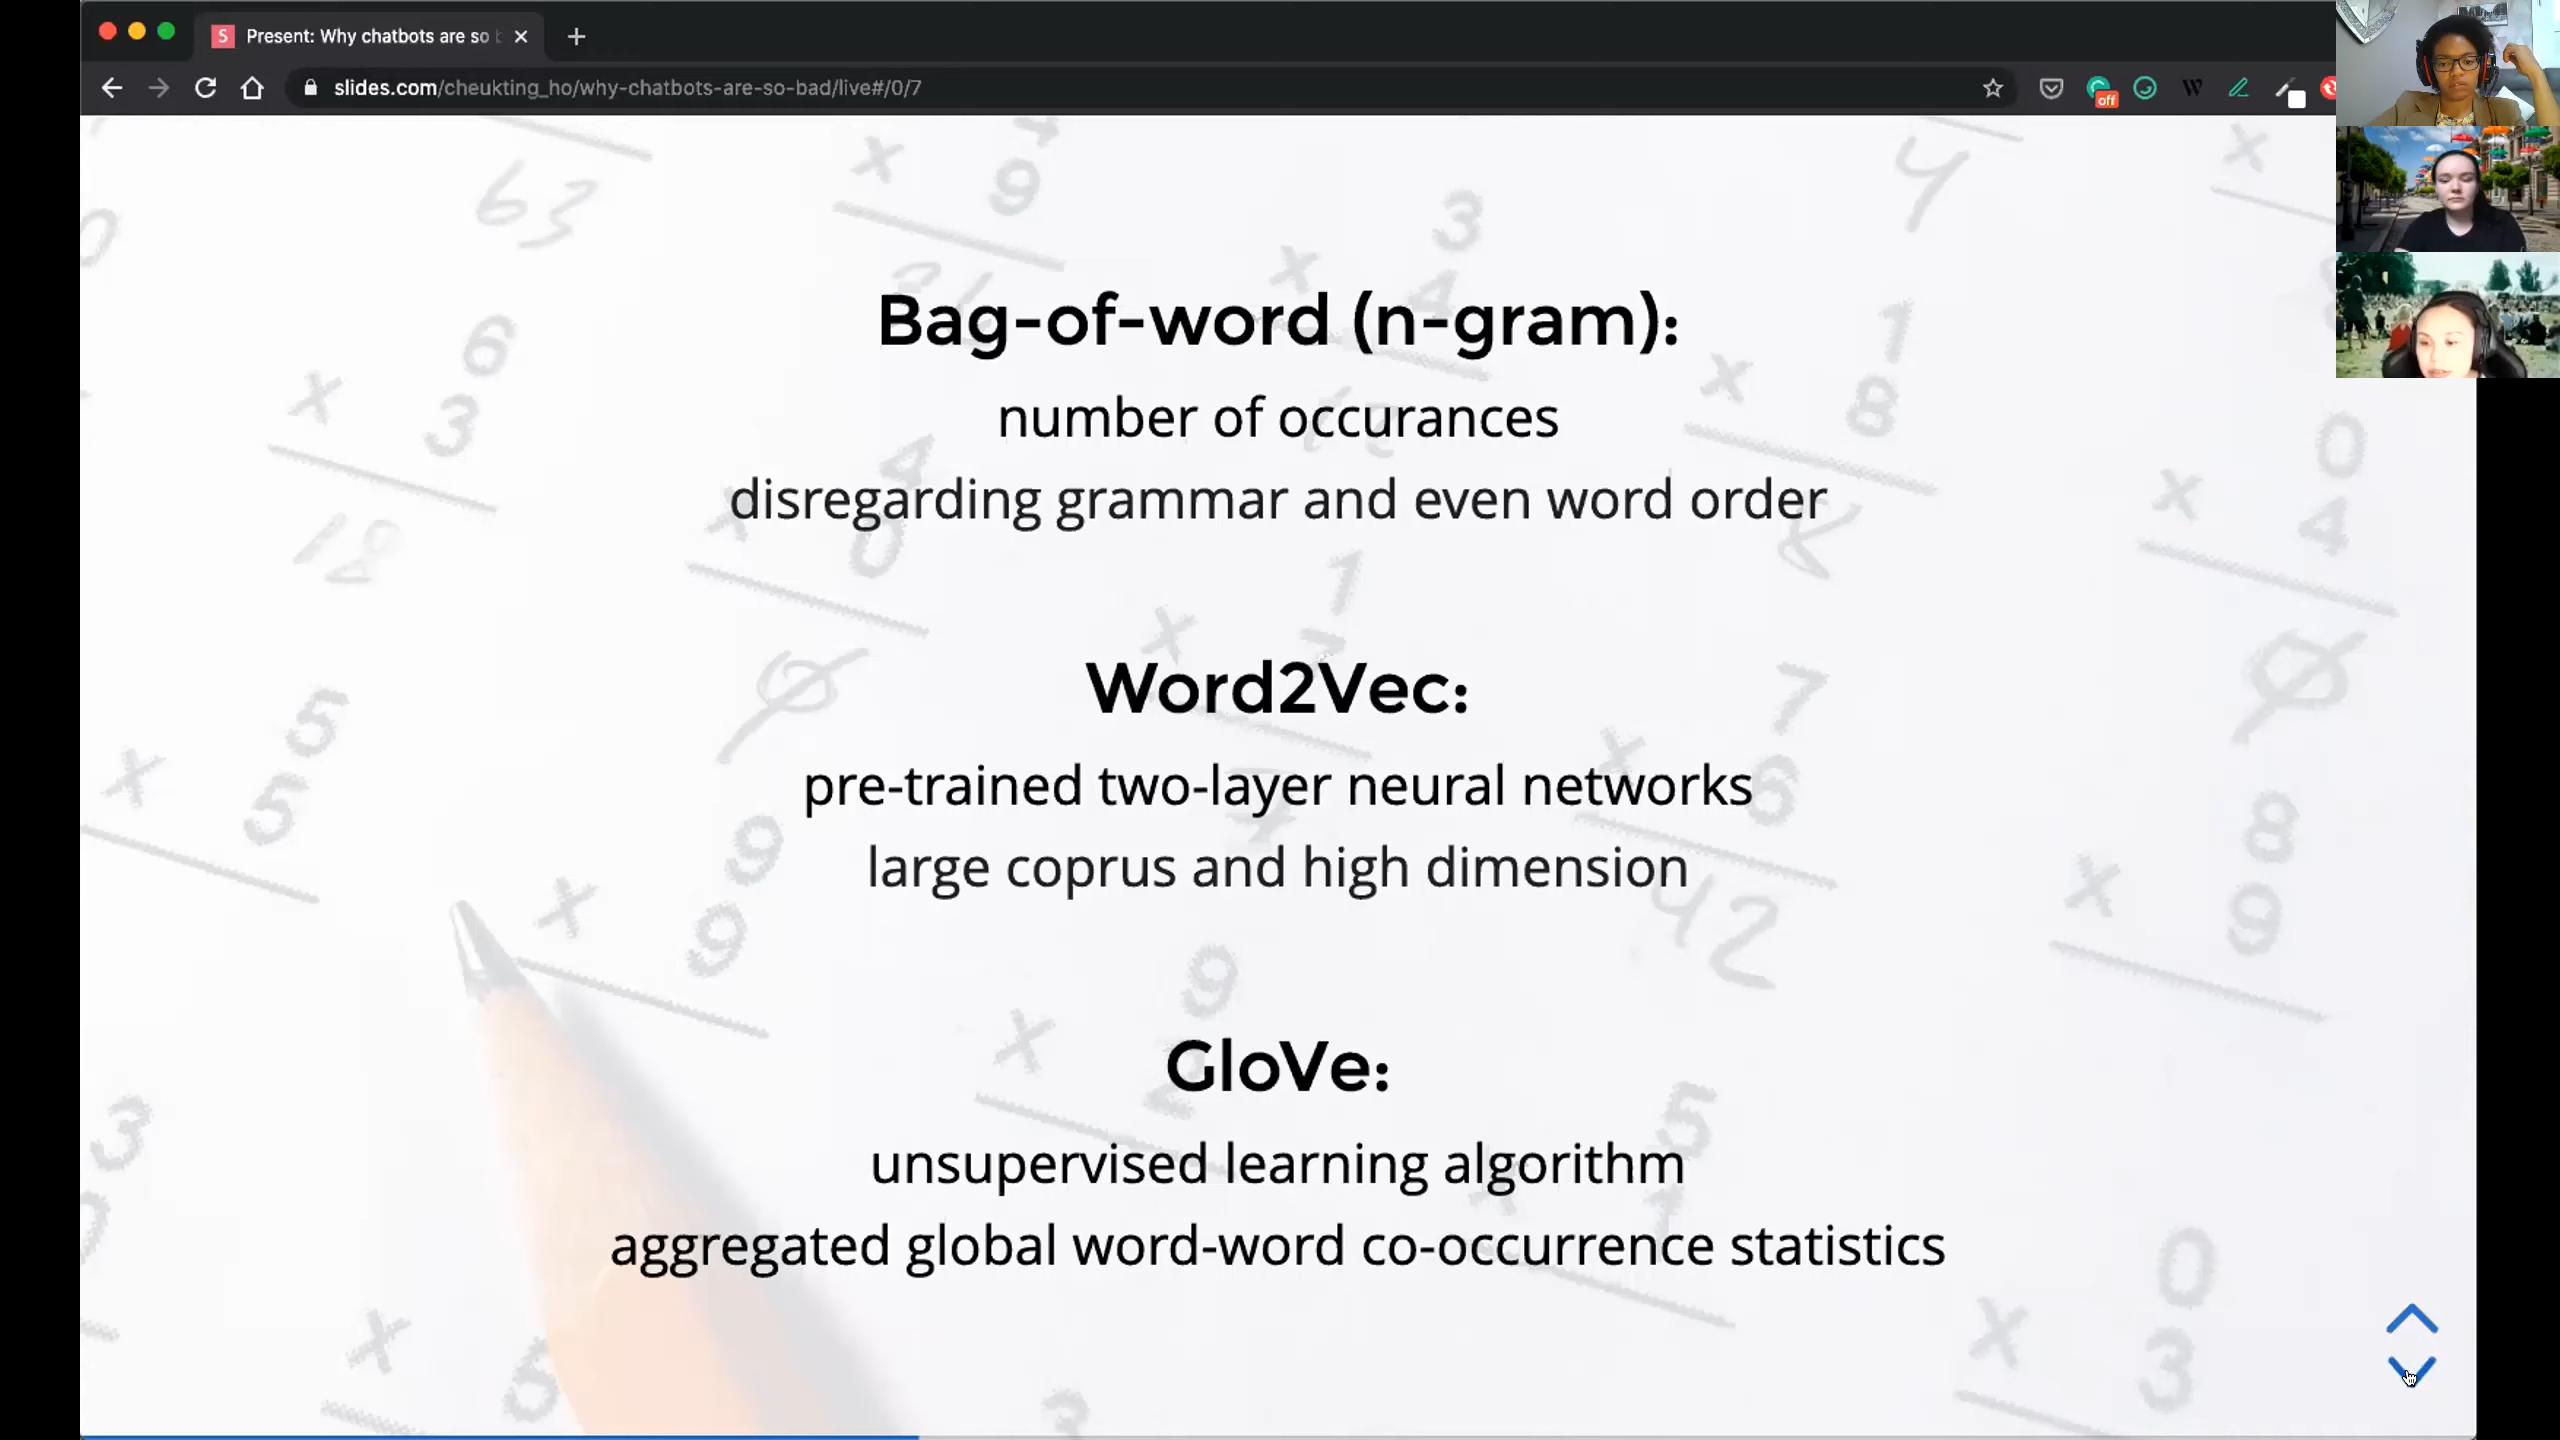 Present: Why chatbots are so b
slides.com/cheukting_ho/why-chatbots-are-so-bad/live#/0/7
off
Bag-of-word (n-gram):
number of occurances
disregarding grammar and even word order
Word2Vec:
pre-trained two-layer neural networks
large coprus and high dimension
GloVe:
unsupervised learning algorithm
aggregated global word-word co-occurrence statistics